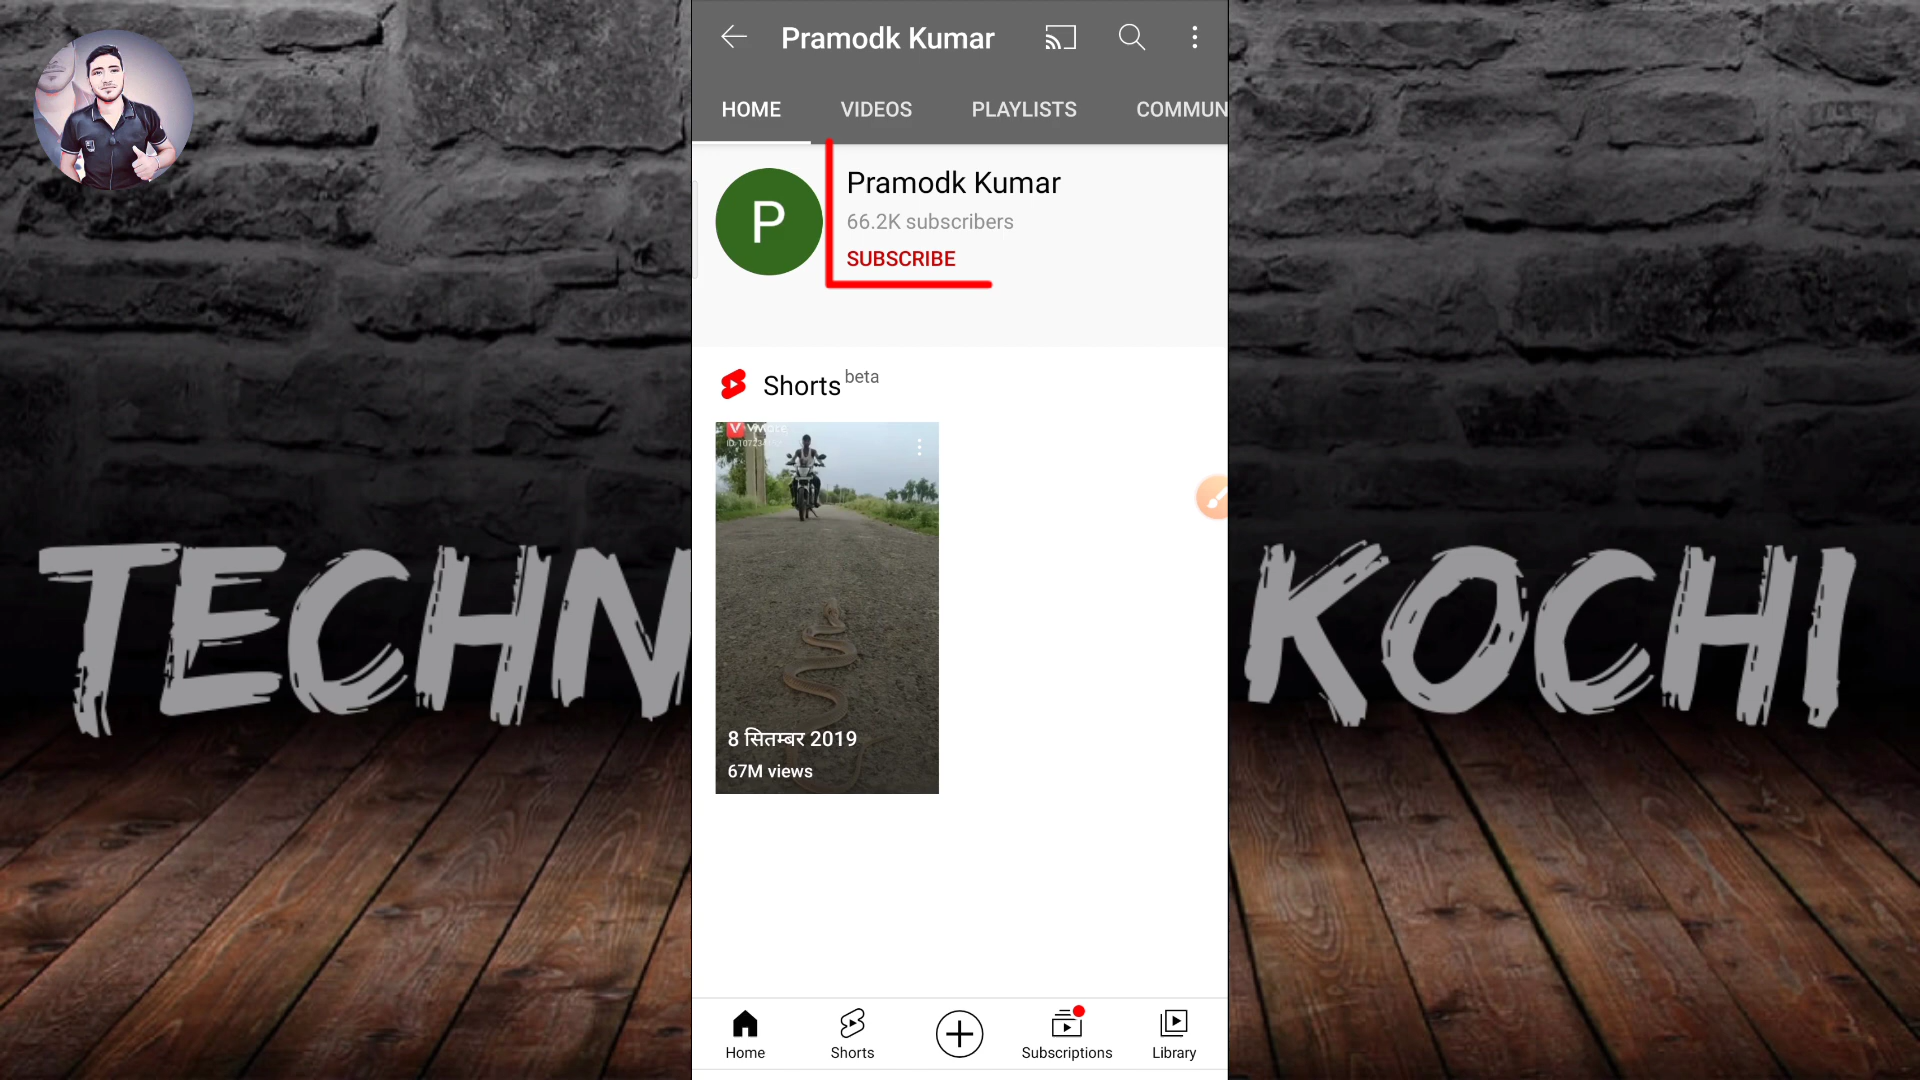 Pramodk Kumar
HOME VIDEOS PLAYLISTS COMMUN
P
Pramodk Kumar
66.2K subscribers
SUBSCRIBE
Shorts beta
8 सितम्बर 2019
67M views
TECHN KOCHI
Home Shorts Subscriptions Library